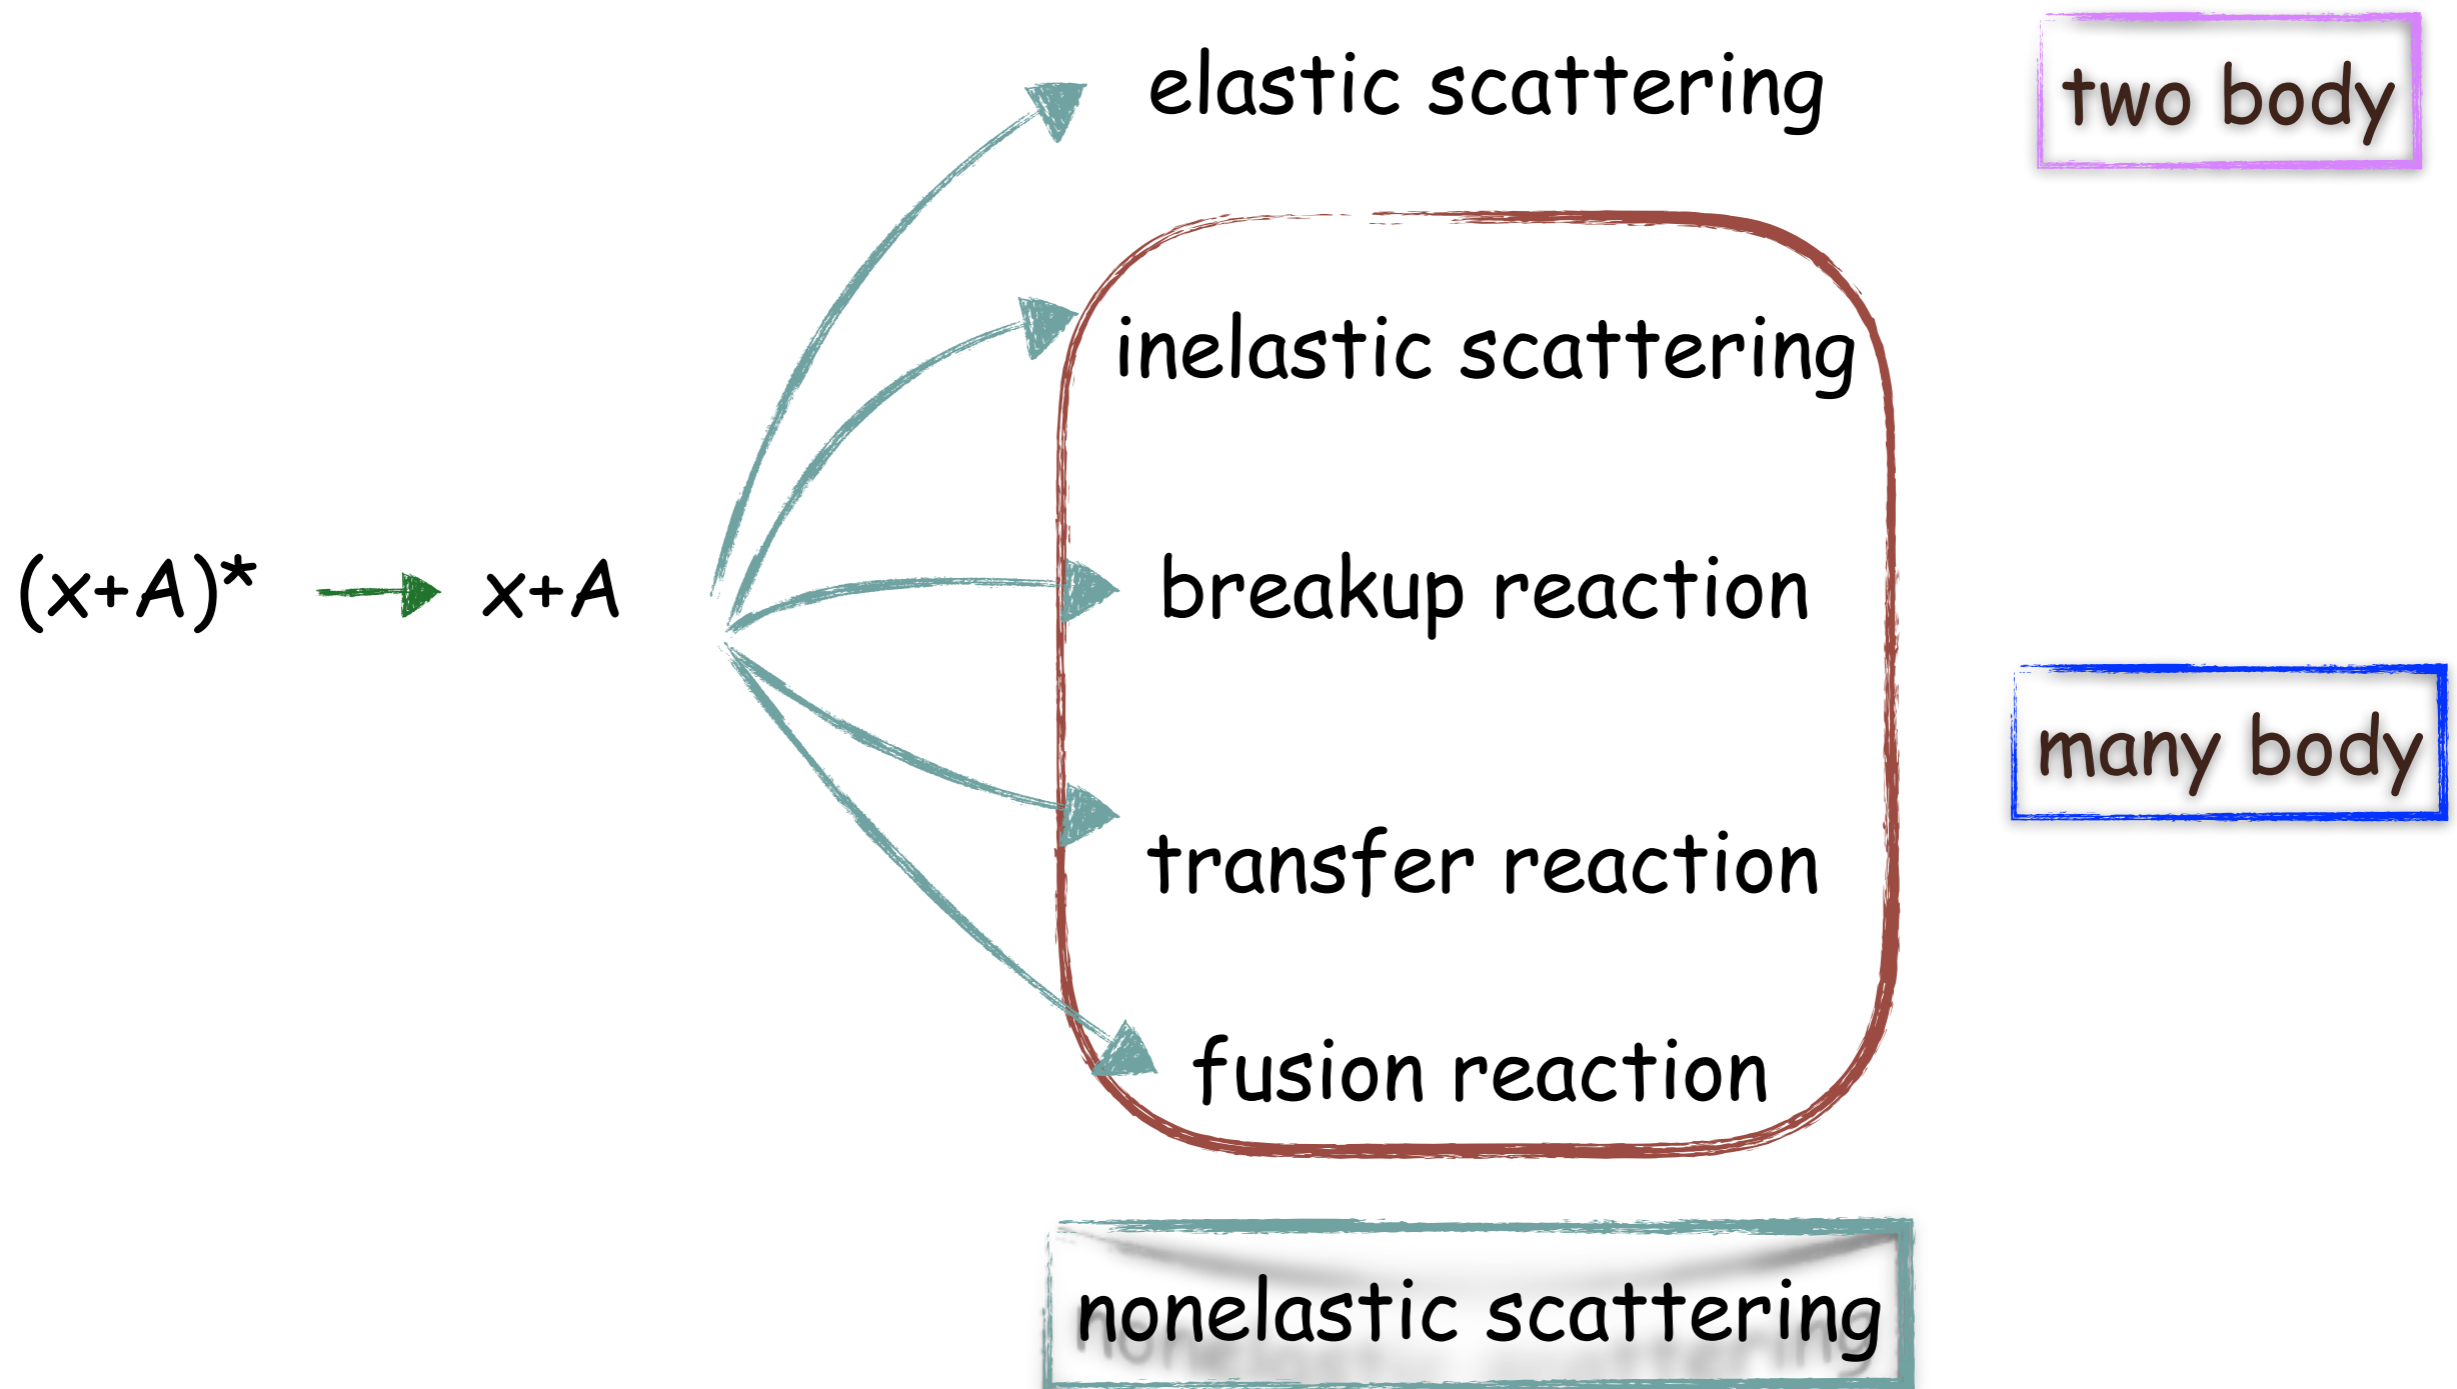 elastic scattering
two body
inelastic scattering
(x+A)* x+A
breakup reaction
many body
transfer reaction
fusion reaction
nonelastic scattering